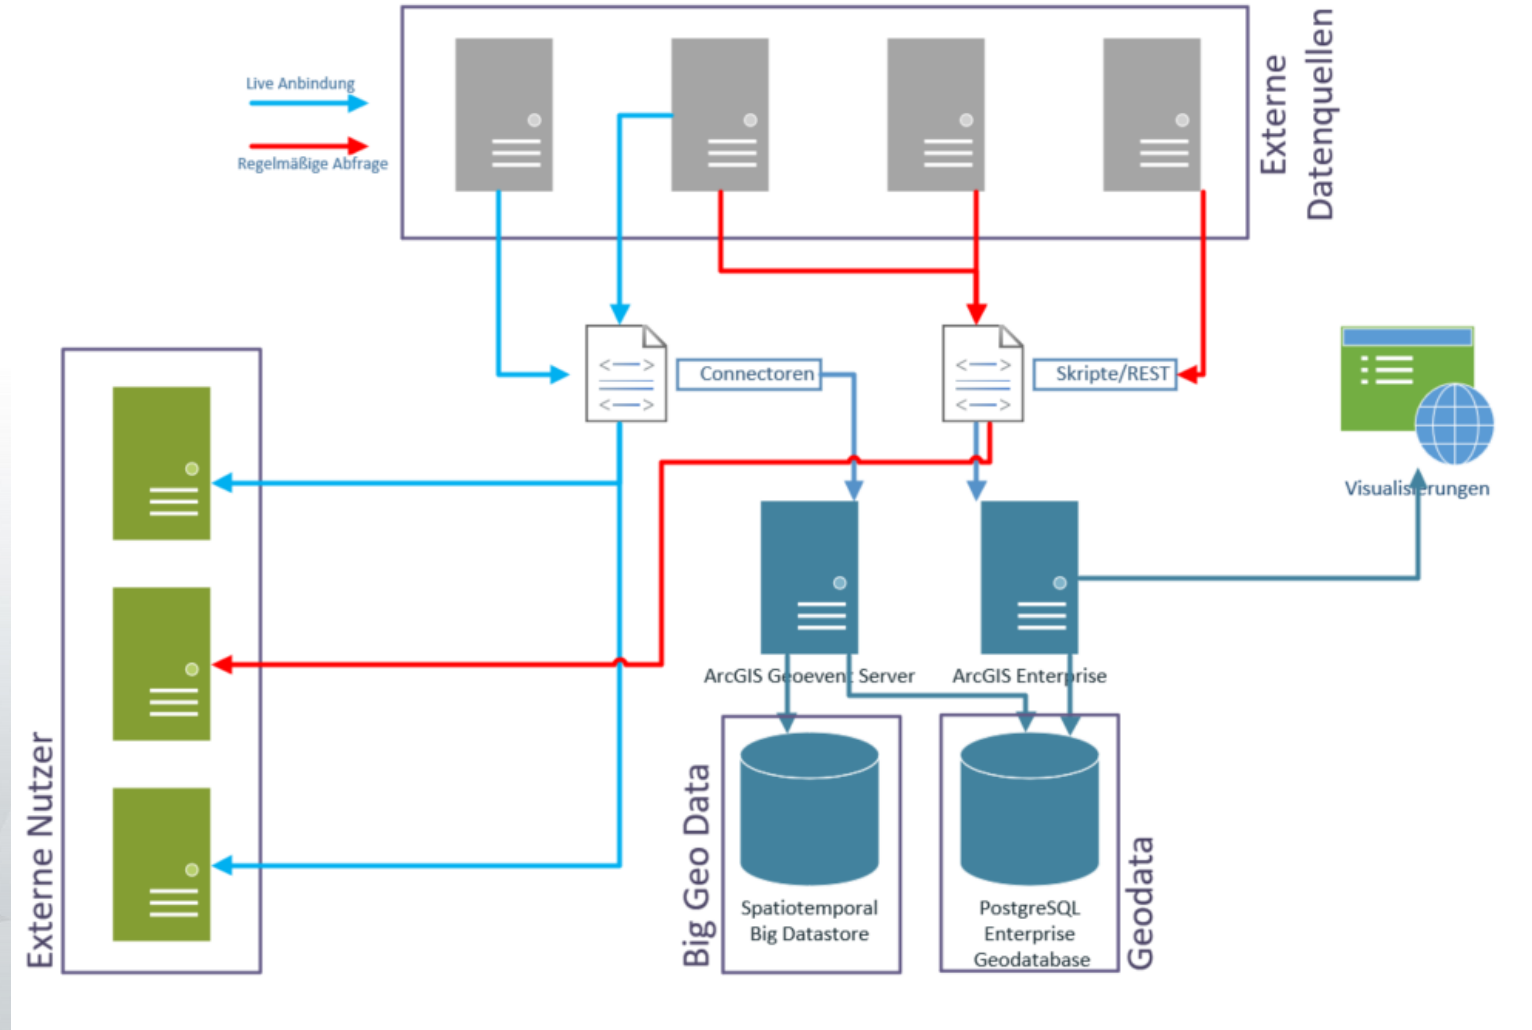 Live Anbindung
Regelmäßige Abfrage
Externe
Datenquellen
Connectoren
Skripte/REST
Visualisierungen
ArcGIS Geoevent Server
ArcGIS Enterprise
Externe Nutzer
Big Geo Data
Spatiotemporal
Big Datastore
PostgreSQL
Enterprise
Geodatabase
Geodata